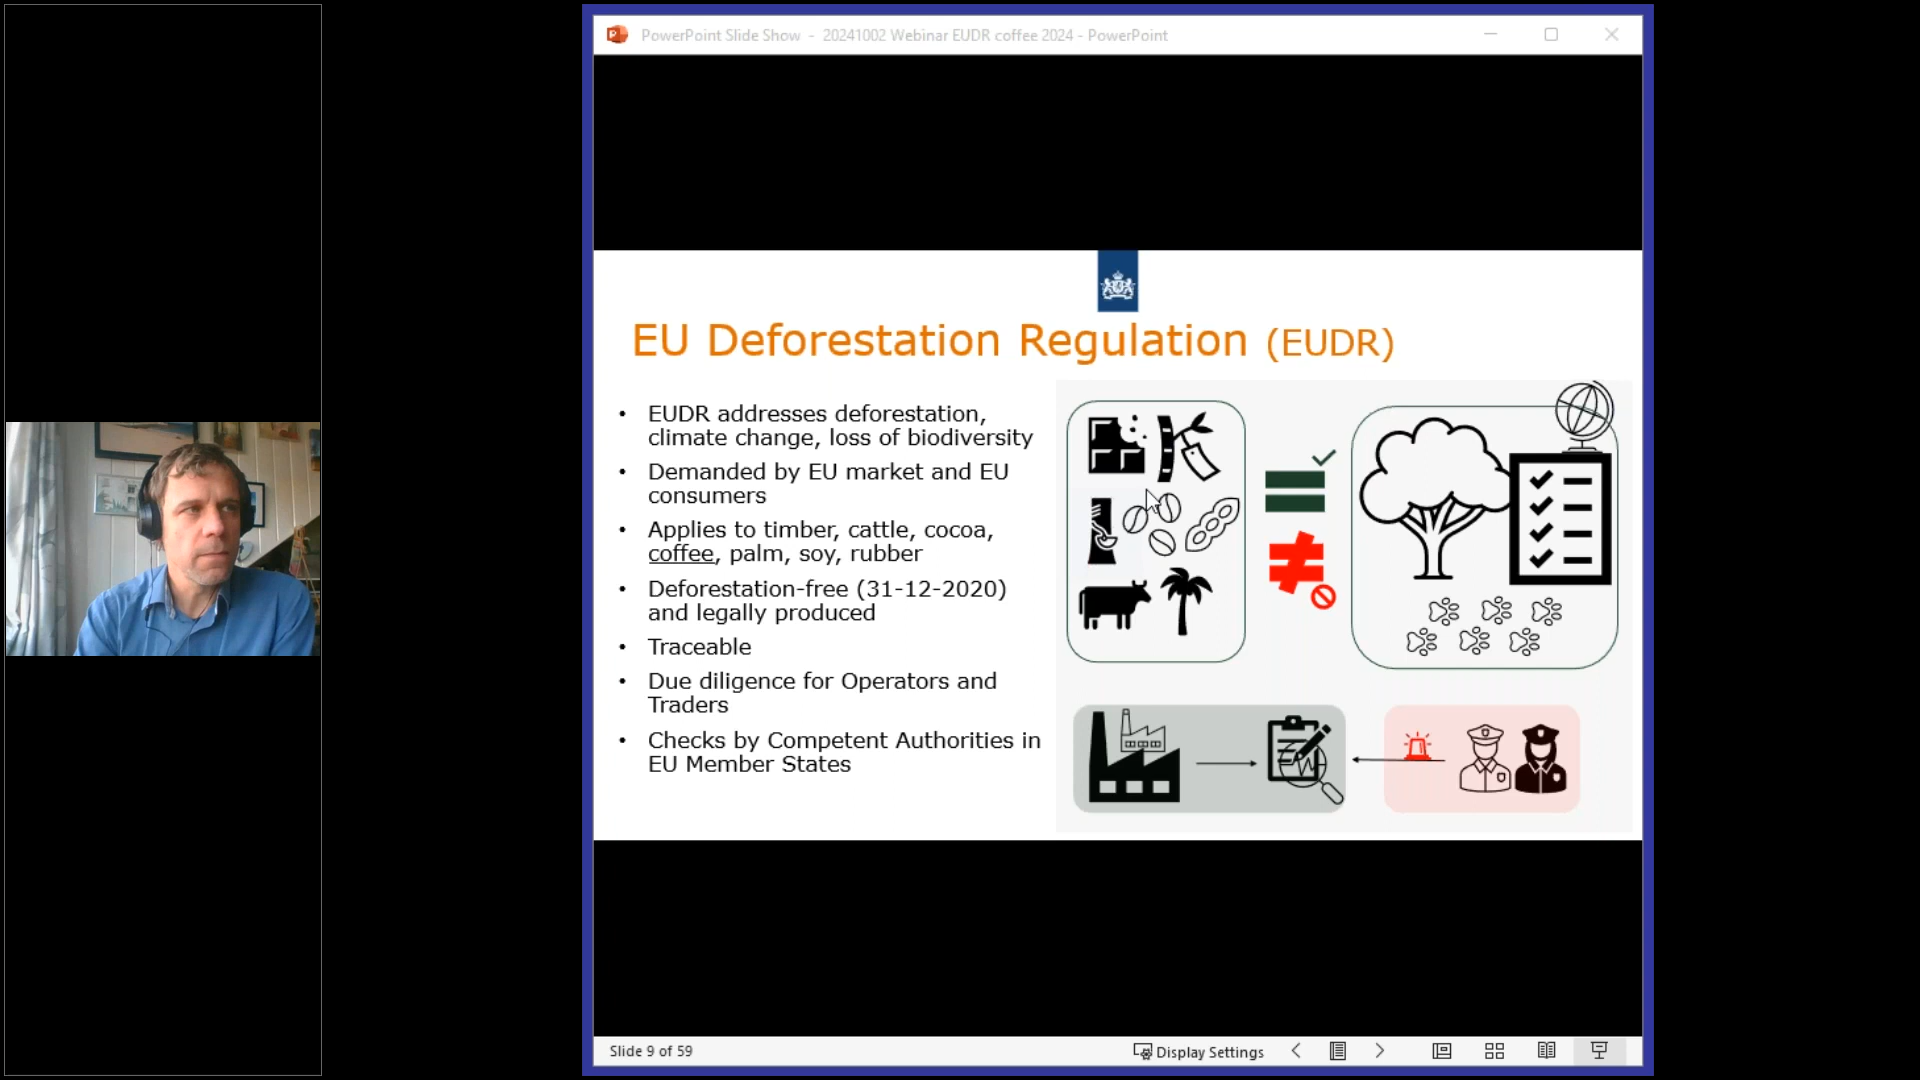 PowerPoint Slide Show - 20241002 Webinar EUDR coffee 2024 - PowerPoint
EU Deforestation Regulation (EUDR)
• EUDR addresses deforestation,
climate change, loss of biodiversity
• Demanded by EU market and EU
consumers
• Applies to timber, cattle, cocoa,
coffee, palm, soy, rubber
• Deforestation-free (31-12-2020)
and legally produced
• Traceable
• Due diligence for Operators and
Traders
• Checks by Competent Authorities in
EU Member States
Slide 9 of 59
Display Settings